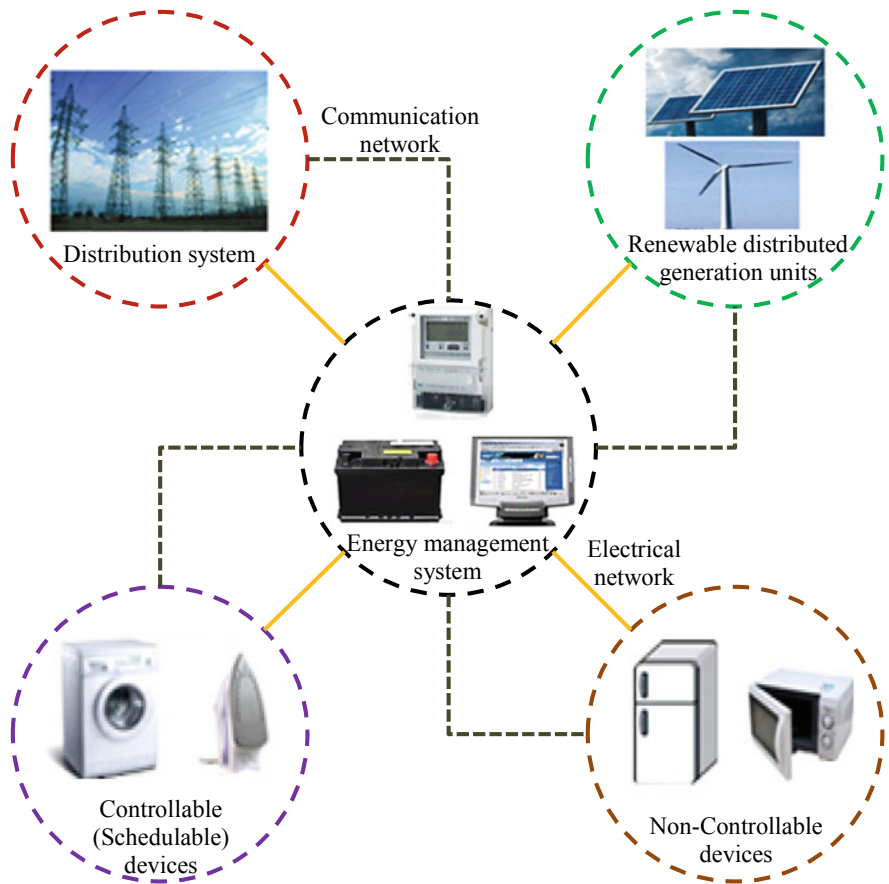 Communication
network
Distribution system
Renewable distributed
generation units
Energy management
system
Electrical
network
Controllable
(Schedulable)
devices
Non-Controllable
devices